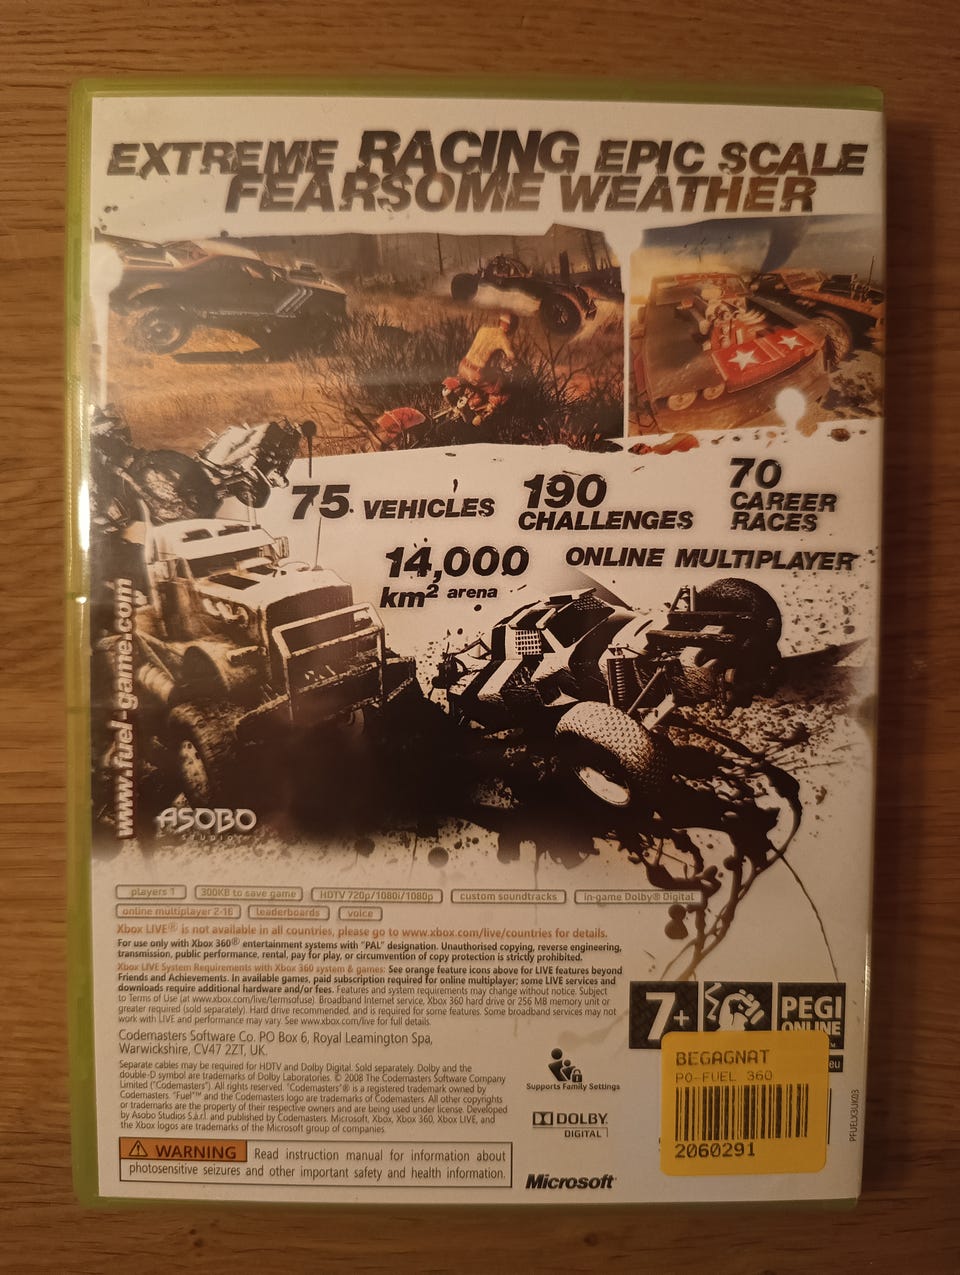 EXTREME RACING EPIC SCALE
FEARSOME WEATHER
75 VEHICLES
190
CHALLENGES
70
CAREER
RACES
14,000
km² arena
ONLINE MULTIPLAYER
www.fuel-game.com
ASOBO
STUDIO
players 1
300KB to save game
HDTV 720p/1080i/1080p
custom soundtracks
in-game Dolby® Digital
online multiplayer 2-16
leaderboards
voice
Xbox LIVE® is not available in all countries, please go to www.xbox.com/live/countries for details.
For use only with Xbox 360® entertainment systems with "PAL" designation. Unauthorised copying, reverse engineering,
transmission, public performance, rental, pay for play, or circumvention of copy protection is strictly prohibited.
Xbox LIVE System Requirements with Xbox 360 system & games: See orange feature icons above for LIVE features beyond
Friends and Achievements. In available games, paid subscription required for online multiplayer; some LIVE services and
downloads require additional hardware and/or fees. Features and system requirements may change without notice. Subject
to Terms of Use (at www.xbox.com/live/termsofuse). Broadband Internet service, Xbox 360 hard drive or 256 MB memory unit or
greater required (sold separately). Hard drive recommended, and is required for some features. Some broadband services may not
work with LIVE and performance may vary. See www.xbox.com/live for full details.
Codemasters Software Co. PO Box 6, Royal Leamington Spa,
Warwickshire, CV47 2ZT, UK.
Separate cables may be required for HDTV and Dolby Digital. Sold separately. Dolby and the
double-D symbol are trademarks of Dolby Laboratories. © 2008 The Codemasters Software Company
Limited ("Codemasters"). All rights reserved. "Codemasters"® is a registered trademark owned by
Codemasters. "Fuel"™ and the Codemasters logo are trademarks of Codemasters. All other copyrights
or trademarks are the property of their respective owners and are being used under license. Developed
by Asobo Studios S.à.r.l. and published by Codemasters. Microsoft, Xbox, Xbox 360, Xbox LIVE, and
the Xbox logos are trademarks of the Microsoft group of companies.
WARNING Read instruction manual for information about
photosensitive seizures and other important safety and health information.
Supports Family Settings
DOLBY
DIGITAL
Microsoft®
7+
PEGI
ONLINE
eu
BEGAGNAT
PO-FUEL 360
2060291
PFUELX3UK03